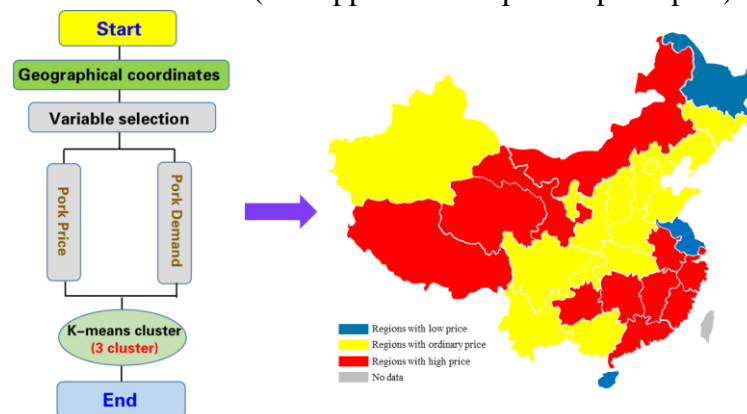 Start
Geographical coordinates
Variable selection
Pork Price
Pork Demand
K-means cluster
(3 cluster)
End
Regions with low price
Regions with ordinary price
Regions with high price
No data